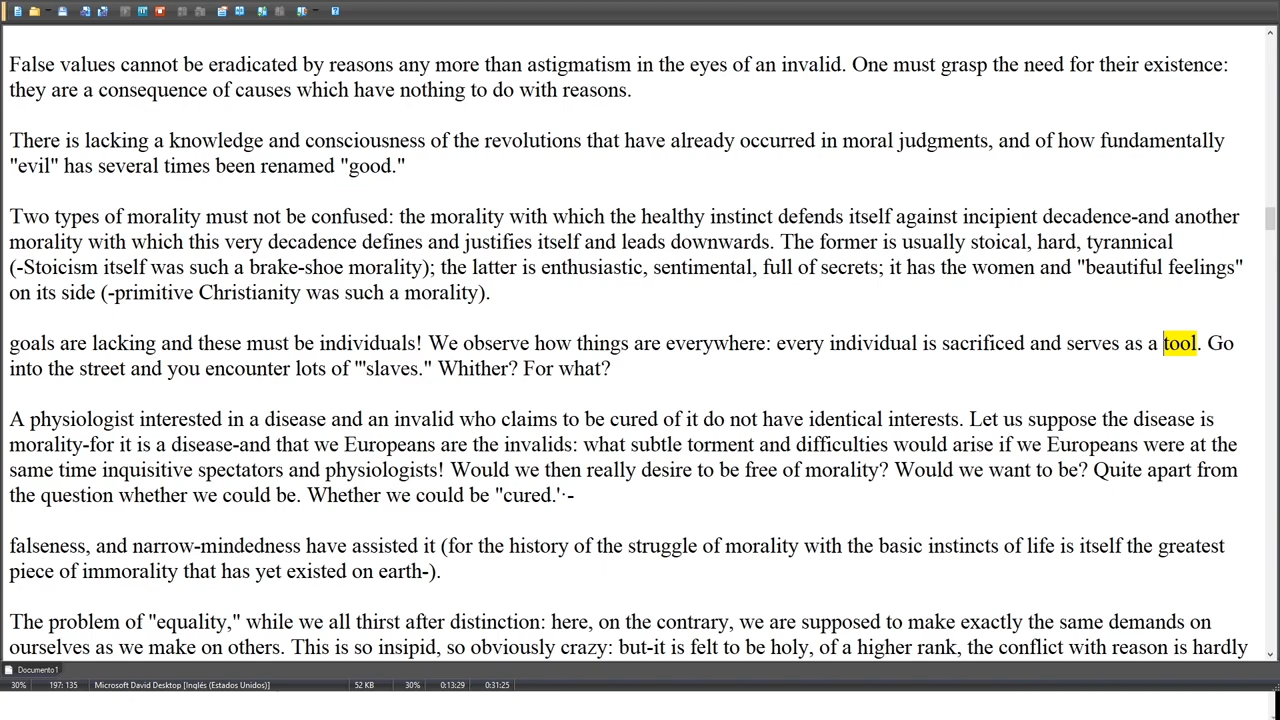 False values cannot be eradicated by reasons any more than astigmatism in the eyes of an invalid. One must grasp the need for their existence:
they are a consequence of causes which have nothing to do with reasons.
There is lacking a knowledge and consciousness of the revolutions that have already occurred in moral judgments, and of how fundamentally
"evil" has several times been renamed "good."
Two types of morality must not be confused: the morality with which the healthy instinct defends itself against incipient decadence-and another
morality with which this very decadence defines and justifies itself and leads downwards. The former is usually stoical, hard, tyrannical
(-Stoicism itself was such a brake-shoe morality); the latter is enthusiastic, sentimental, full of secrets; it has the women and "beautiful feelings"
on its side (-primitive Christianity was such a morality).
goals are lacking and these must be individuals! We observe how things are everywhere: every individual is sacrificed and serves as a tool. Go
into the street and you encounter lots of "'slaves." Whither? For what?
A physiologist interested in a disease and an invalid who claims to be cured of it do not have identical interests. Let us suppose the disease is
morality-for it is a disease-and that we Europeans are the invalids: what subtle torment and difficulties would arise if we Europeans were at the
same time inquisitive spectators and physiologists! Would we then really desire to be free of morality? Would we want to be? Quite apart from
the question whether we could be. Whether we could be "cured.'·-
falseness, and narrow-mindedness have assisted it (for the history of the struggle of morality with the basic instincts of life is itself the greatest
piece of immorality that has yet existed on earth-).
The problem of "equality," while we all thirst after distinction: here, on the contrary, we are supposed to make exactly the same demands on
ourselves as we make on others. This is so insipid, so obviously crazy: but-it is felt to be holy, of a higher rank, the conflict with reason is hardly
Documento1
30% 197: 135 Microsoft David Desktop [Inglés (Estados Unidos)] 52 KB 30% 0:13:29 0:31:25